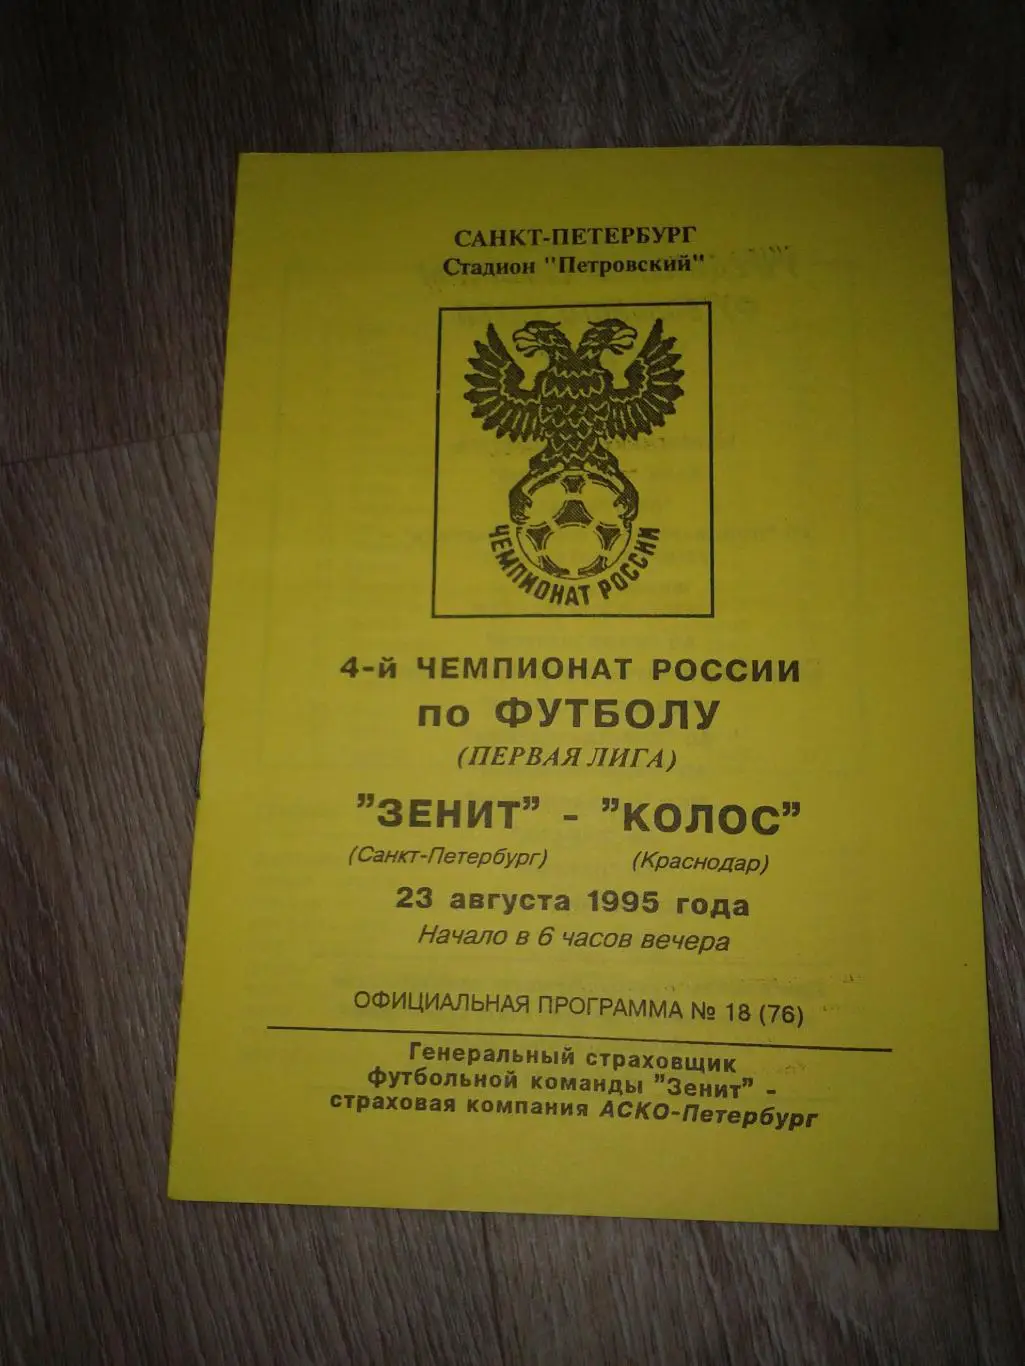 САНКТ-ПЕТЕРБУРГ
Стадион "Петровский"
ЧЕМПИОНАТ РОССИИ
4-й ЧЕМПИОНАТ РОССИИ
по ФУТБОЛУ
(ПЕРВАЯ ЛИГА)
"ЗЕНИТ" - "КОЛОС"
(Санкт-Петербург) (Краснодар)
23 августа 1995 года
Начало в 6 часов вечера
ОФИЦИАЛЬНАЯ ПРОГРАММА № 18 (76)
Генеральный страховщик
футбольной команды "Зенит" -
страховая компания АСКО-Петербург